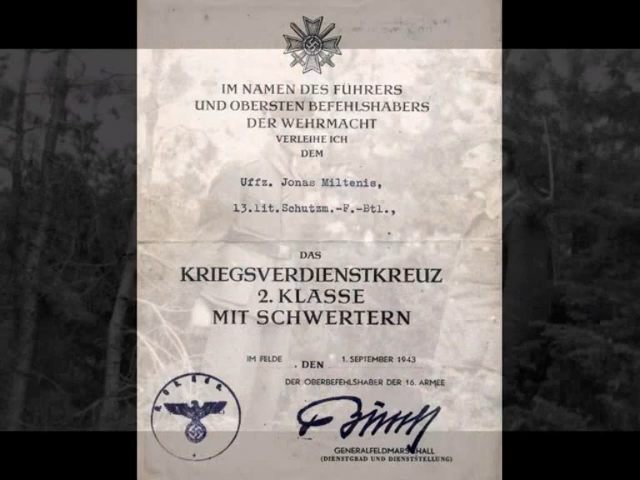 IM NAMEN DES FÜHRERS
UND OBERSTEN BEFEHLSHABERS
DER WEHRMACHT
VERLEIHE ICH
DEM
Uffz. Jonas Miltenis,
13.lit.Schutzm.-F.-Btl.,
DAS
KRIEGSVERDIENSTKREUZ
2. KLASSE
MIT SCHWERTERN
IM FELDE , DEN 1. SEPTEMBER 1943
DER OBERBEFEHLSHABER DER 16. ARMEE
GENERALFELDMARSCHALL
(DIENSTGRAD UND DIENSTSTELLUNG)